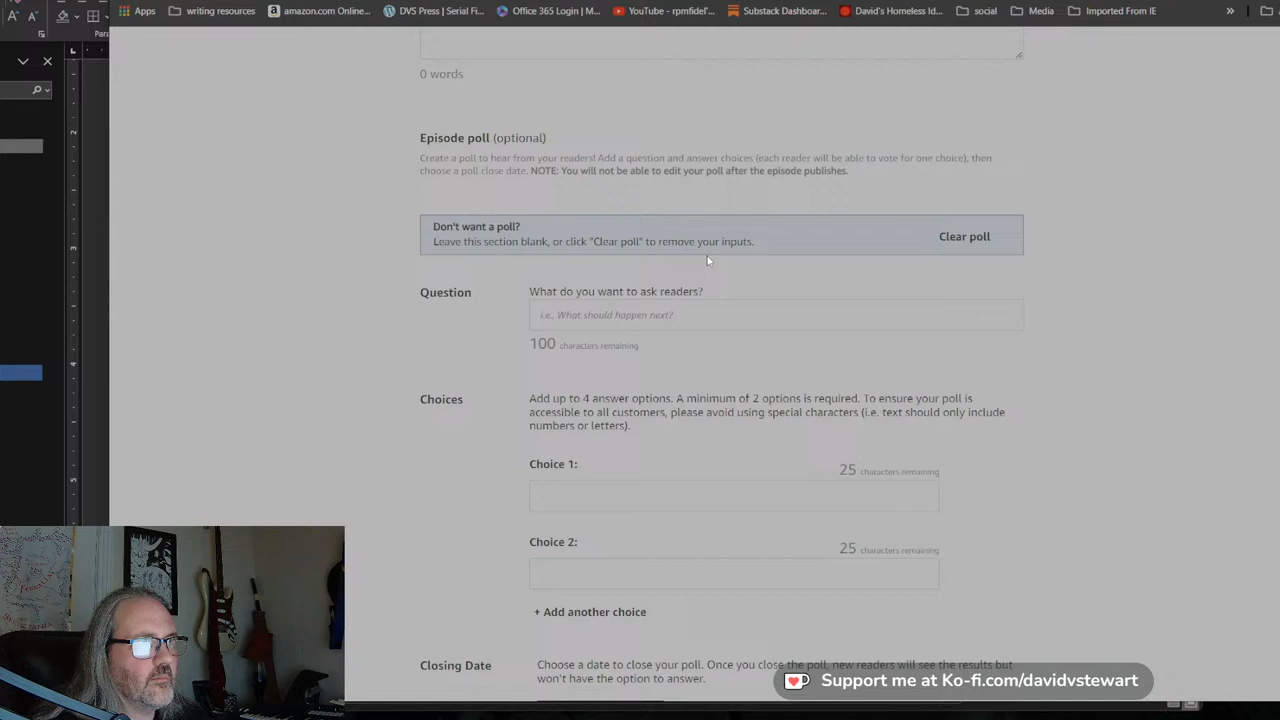 Apps
writing resources
amazon.com Online...
DVS Press | Serial Fi...
Office 365 Login | M...
YouTube - rpmfidel...
Substack Dashboar...
David's Homeless Id...
social
Media
Imported From IE
Para
0 words
Episode poll (optional)
Create a poll to hear from your readers! Add a question and answer choices (each reader will be able to vote for one choice), then
choose a poll close date. NOTE: You will not be able to edit your poll after the episode publishes.
Don't want a poll?
Leave this section blank, or click "Clear poll" to remove your inputs.
Clear poll
Question
What do you want to ask readers?
i.e., What should happen next?
100 characters remaining
Choices
Add up to 4 answer options. A minimum of 2 options is required. To ensure your poll is
accessible to all customers, please avoid using special characters (i.e. text should only include
numbers or letters).
Choice 1:
25 characters remaining
Choice 2:
25 characters remaining
+ Add another choice
Closing Date
Choose a date to close your poll. Once you close the poll, new readers will see the results but
won't have the option to answer.
Support me at Ko-fi.com/davidvstewart